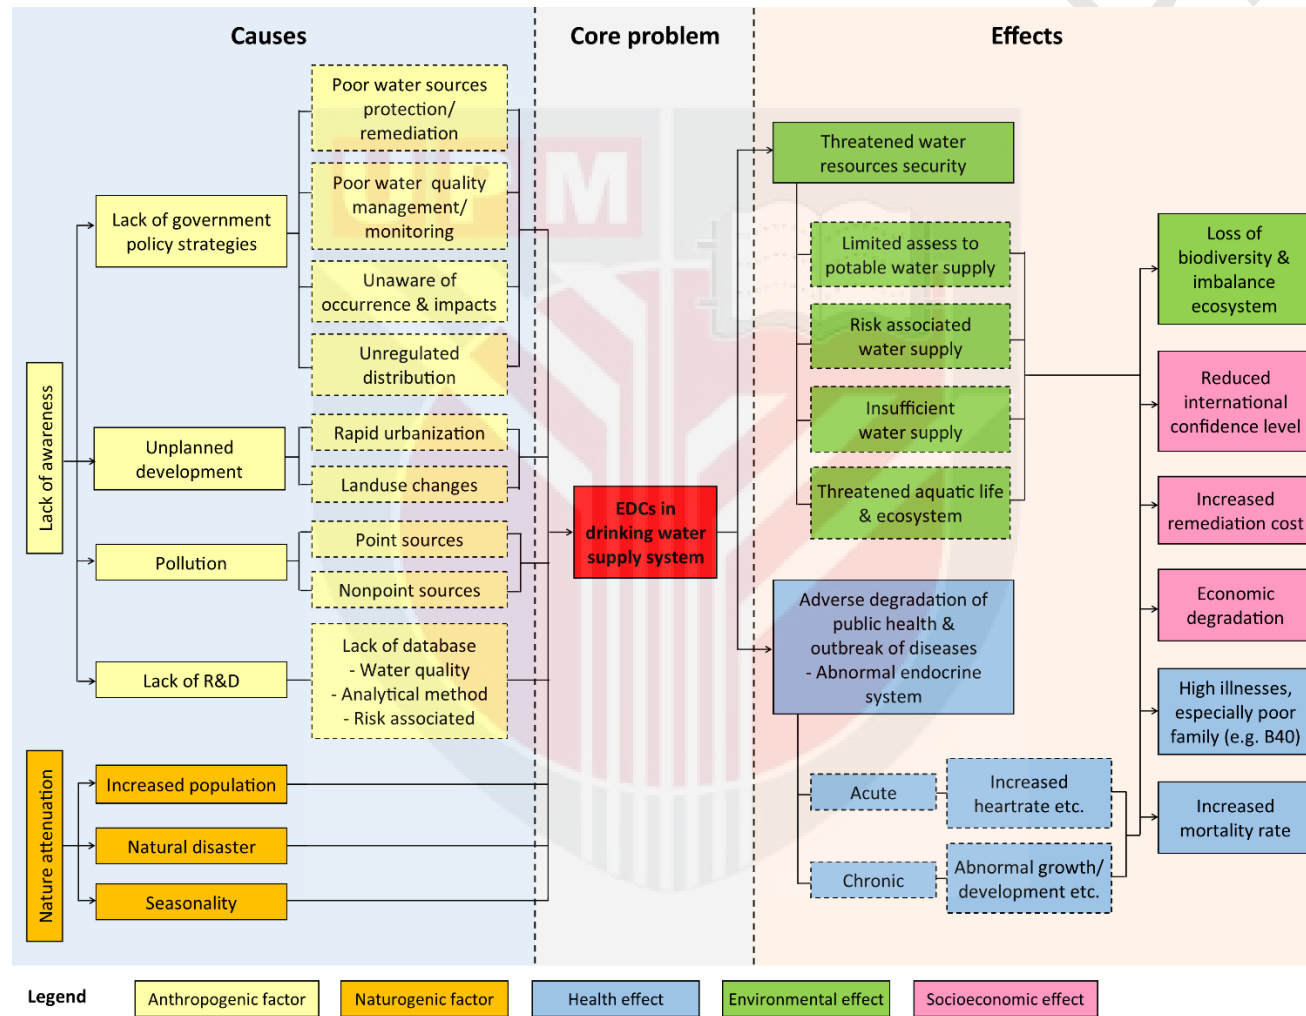 Causes
Core problem
Effects
Lack of awareness
Lack of government
policy strategies
Poor water sources
protection/
remediation
Poor water quality
management/
monitoring
Unaware of
occurrence & impacts
Unregulated
distribution
Unplanned
development
Rapid urbanization
Landuse changes
Pollution
Point sources
Nonpoint sources
Lack of R&D
Lack of database
- Water quality
- Analytical method
- Risk associated
Nature attenuation
Increased population
Natural disaster
Seasonality
UPM
EDCs in
drinking water
supply system
Threatened water
resources security
Limited assess to
potable water supply
Risk associated
water supply
Insufficient
water supply
Threatened aquatic life
& ecosystem
Adverse degradation of
public health &
outbreak of diseases
- Abnormal endocrine
system
Acute
Increased
heartrate etc.
Chronic
Abnormal growth/
development etc.
Loss of
biodiversity &
imbalance
ecosystem
Reduced
international
confidence level
Increased
remediation cost
Economic
degradation
High illnesses,
especially poor
family (e.g. B40)
Increased
mortality rate
Legend
Anthropogenic factor
Naturogenic factor
Health effect
Environmental effect
Socioeconomic effect